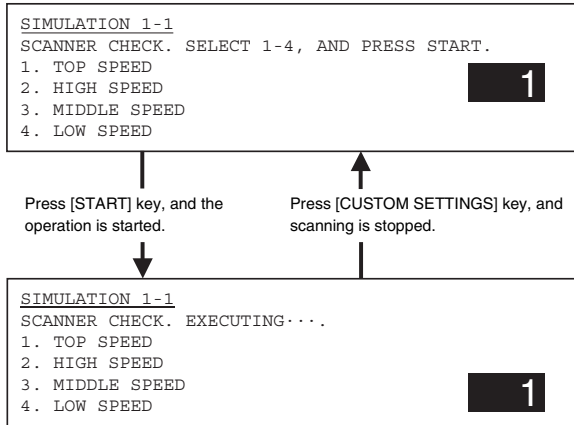 SIMULATION 1-1
SCANNER CHECK. SELECT 1-4, AND PRESS START.
1. TOP SPEED
2. HIGH SPEED
3. MIDDLE SPEED
4. LOW SPEED
1
Press [START] key, and the
operation is started.
Press [CUSTOM SETTINGS] key, and
scanning is stopped.
SIMULATION 1-1
SCANNER CHECK. EXECUTING···.
1. TOP SPEED
2. HIGH SPEED
3. MIDDLE SPEED
4. LOW SPEED
1